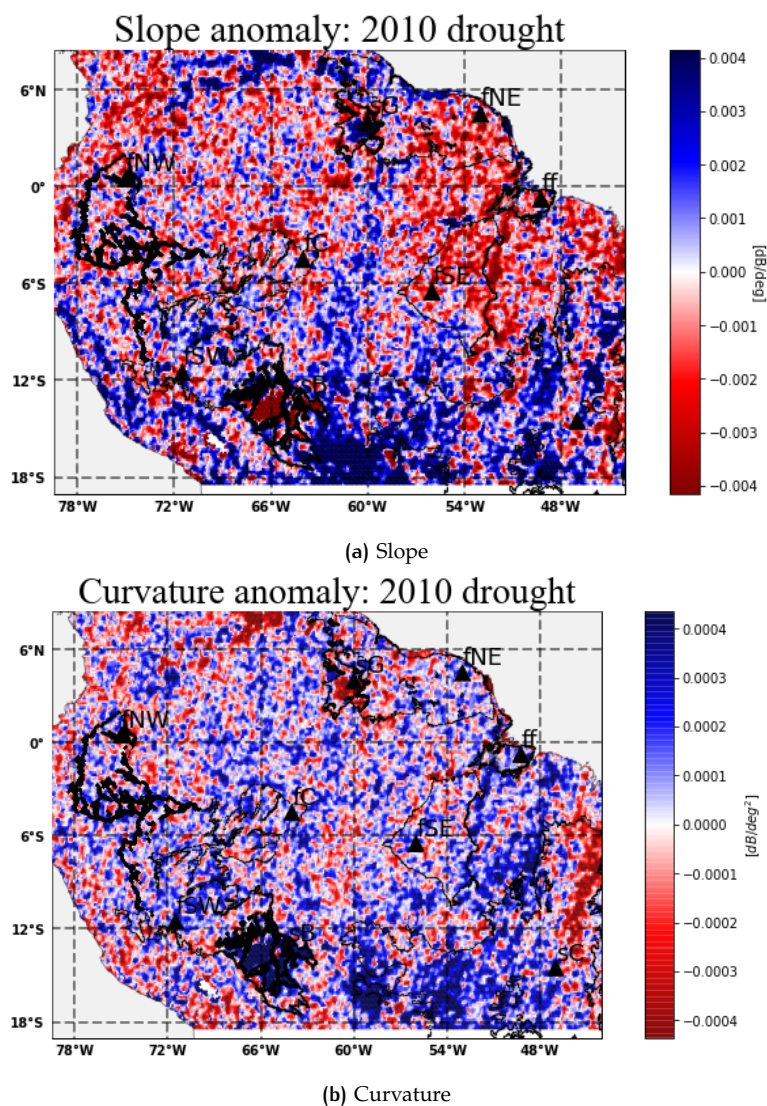 Slope anomaly: 2010 drought
6°N
0°
6°S
12°S
18°S
78°W 72°W 66°W 60°W 54°W 48°W
sG
fNE
fNW
ff
fC
fSE
fSW
sB
sC
0.004
0.003
0.002
0.001
0.000
−0.001
−0.002
−0.003
−0.004
[dB/deg]
(a) Slope
Curvature anomaly: 2010 drought
6°N
0°
6°S
12°S
18°S
78°W 72°W 66°W 60°W 54°W 48°W
sG
fNE
fNW
ff
fC
fSE
fSW
sB
sC
0.0004
0.0003
0.0002
0.0001
0.0000
−0.0001
−0.0002
−0.0003
−0.0004
[dB/deg²]
(b) Curvature